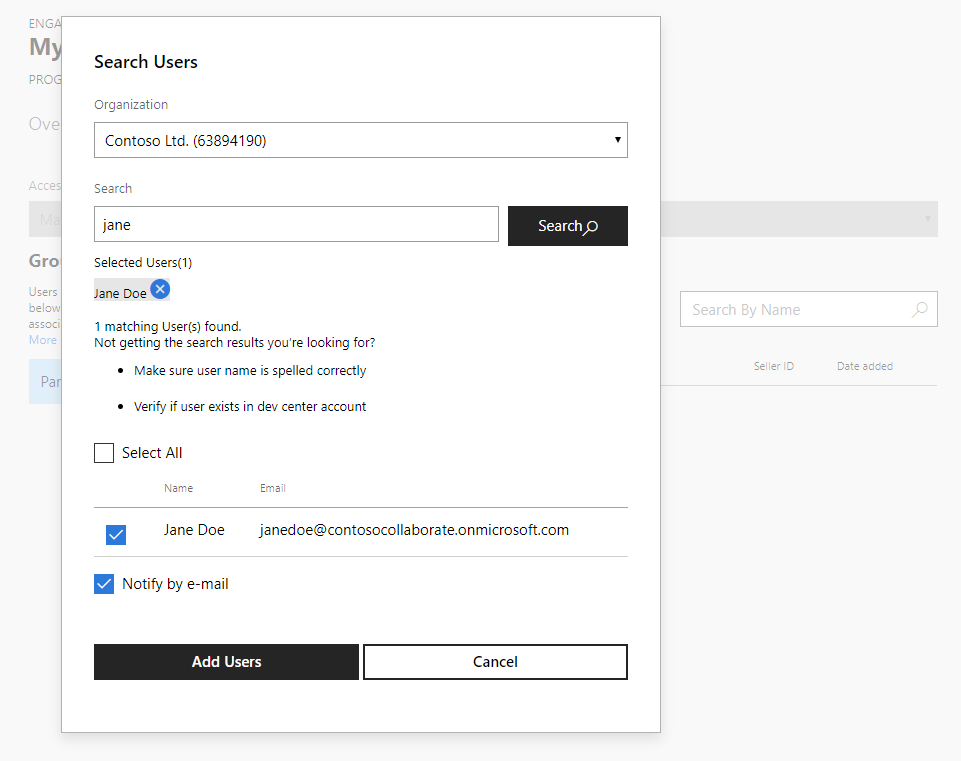 ENGA
My
PROG
Ove
Acces
Ma
Gro
Users
below
associ
More
Par
Search Users
Organization
Contoso Ltd. (63894190)
Search
jane
Search
Selected Users(1)
Jane Doe
1 matching User(s) found.
Not getting the search results you're looking for?
Make sure user name is spelled correctly
Verify if user exists in dev center account
Select All
Name Email
Jane Doe janedoe@contosocollaborate.onmicrosoft.com
Notify by e-mail
Add Users Cancel
Search By Name
Seller ID Date added